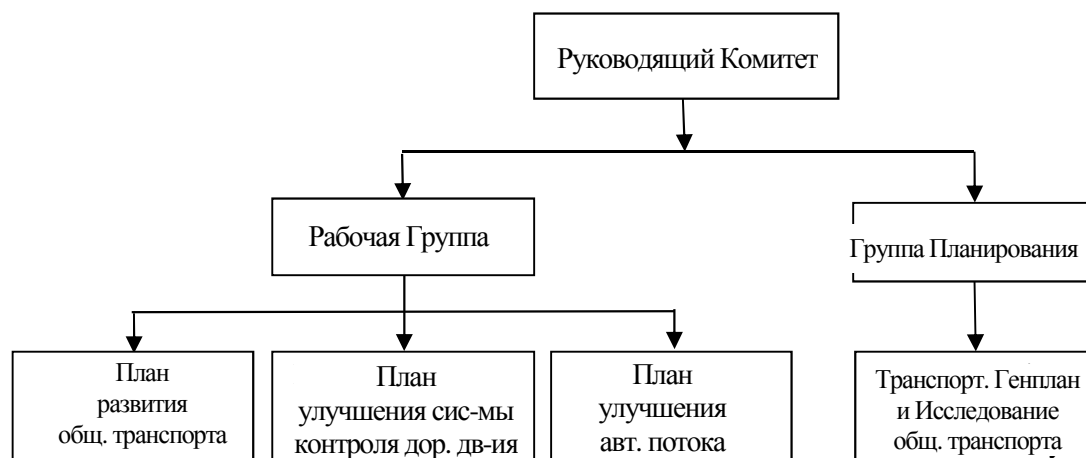 Руководящий Комитет
Рабочая Группа
Группа Планирования
План
развития
общ. транспорта
План
улучшения сис-мы
контроля дор. дв-ия
План
улучшения
авт. потока
Транспорт. Генплан
и Исследование
общ. транспорта